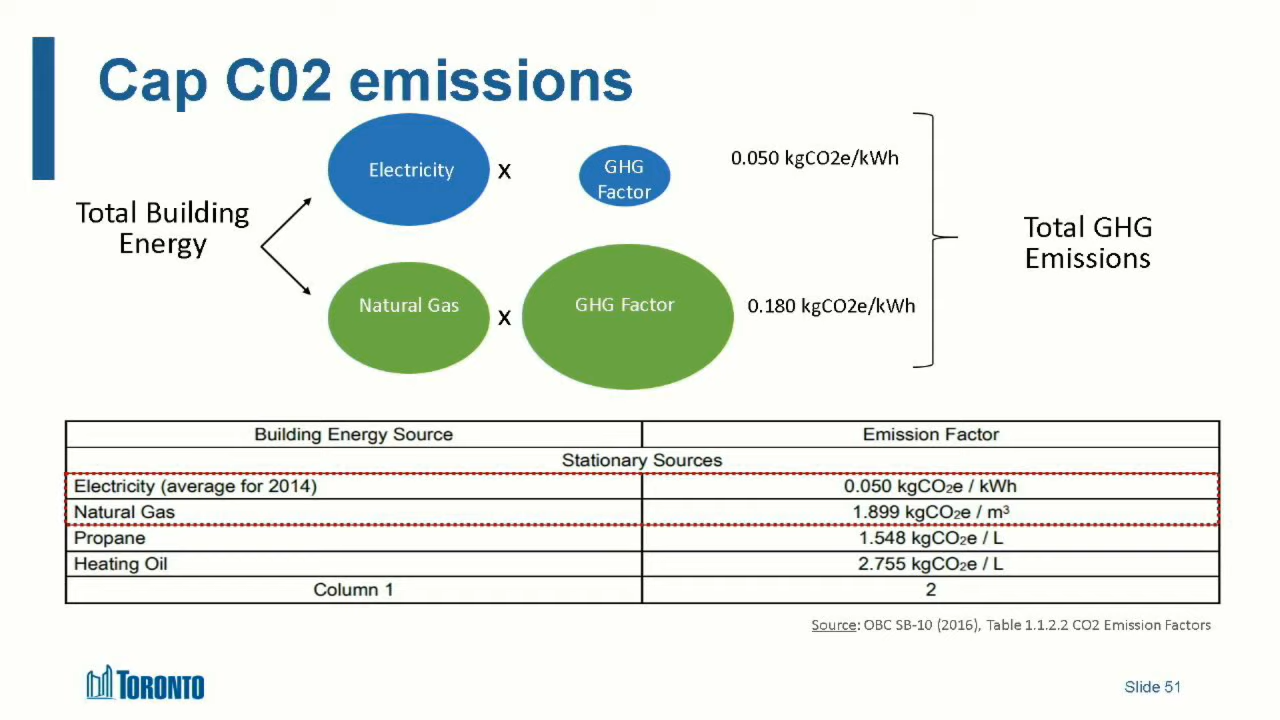 Cap C02 emissions
Electricity
x
GHG
Factor
0.050 kgCO2e/kWh
Total Building
Energy
Total GHG
Emissions
Natural Gas
x
GHG Factor
0.180 kgCO2e/kWh
Building Energy Source Emission Factor
Stationary Sources
Electricity (average for 2014) 0.050 kgCO₂e / kWh
Natural Gas 1.899 kgCO₂e / m³
Propane 1.548 kgCO₂e / L
Heating Oil 2.755 kgCO₂e / L
Column 1 2
Source: OBC SB-10 (2016), Table 1.1.2.2 CO2 Emission Factors
TORONTO
Slide 51